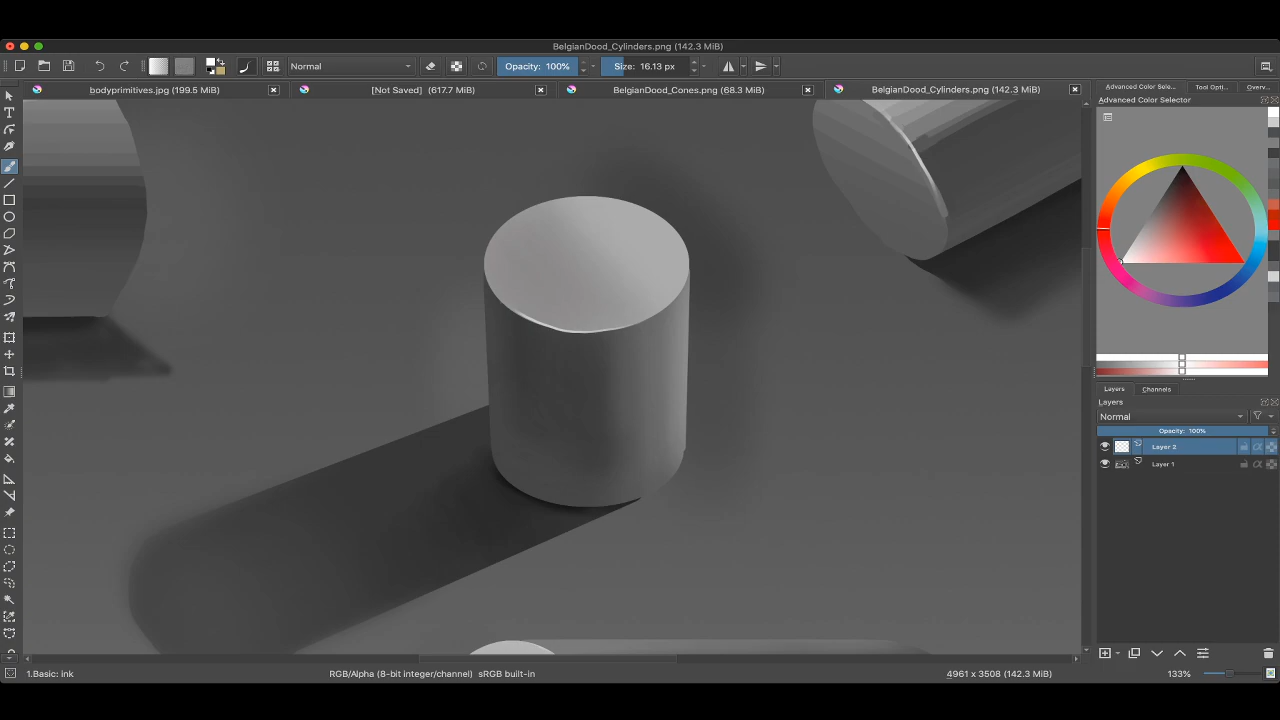 BelgianDood_Cylinders.png (142.3 MiB)
Normal
Opacity: 100%
Size: 16.13 px
bodyprimitives.jpg (199.5 MiB)
[Not Saved] (617.7 MiB)
BelgianDood_Cones.png (68.3 MiB)
BelgianDood_Cylinders.png (142.3 MiB)
Advanced Color Sele...
Tool Opti...
Overv...
Advanced Color Selector
Layers
Channels
Layers
Normal
Opacity: 100%
Layer 2
Layer 1
1.Basic: ink
RGB/Alpha (8-bit integer/channel) sRGB built-in
4961 x 3508 (142.3 MiB)
133%